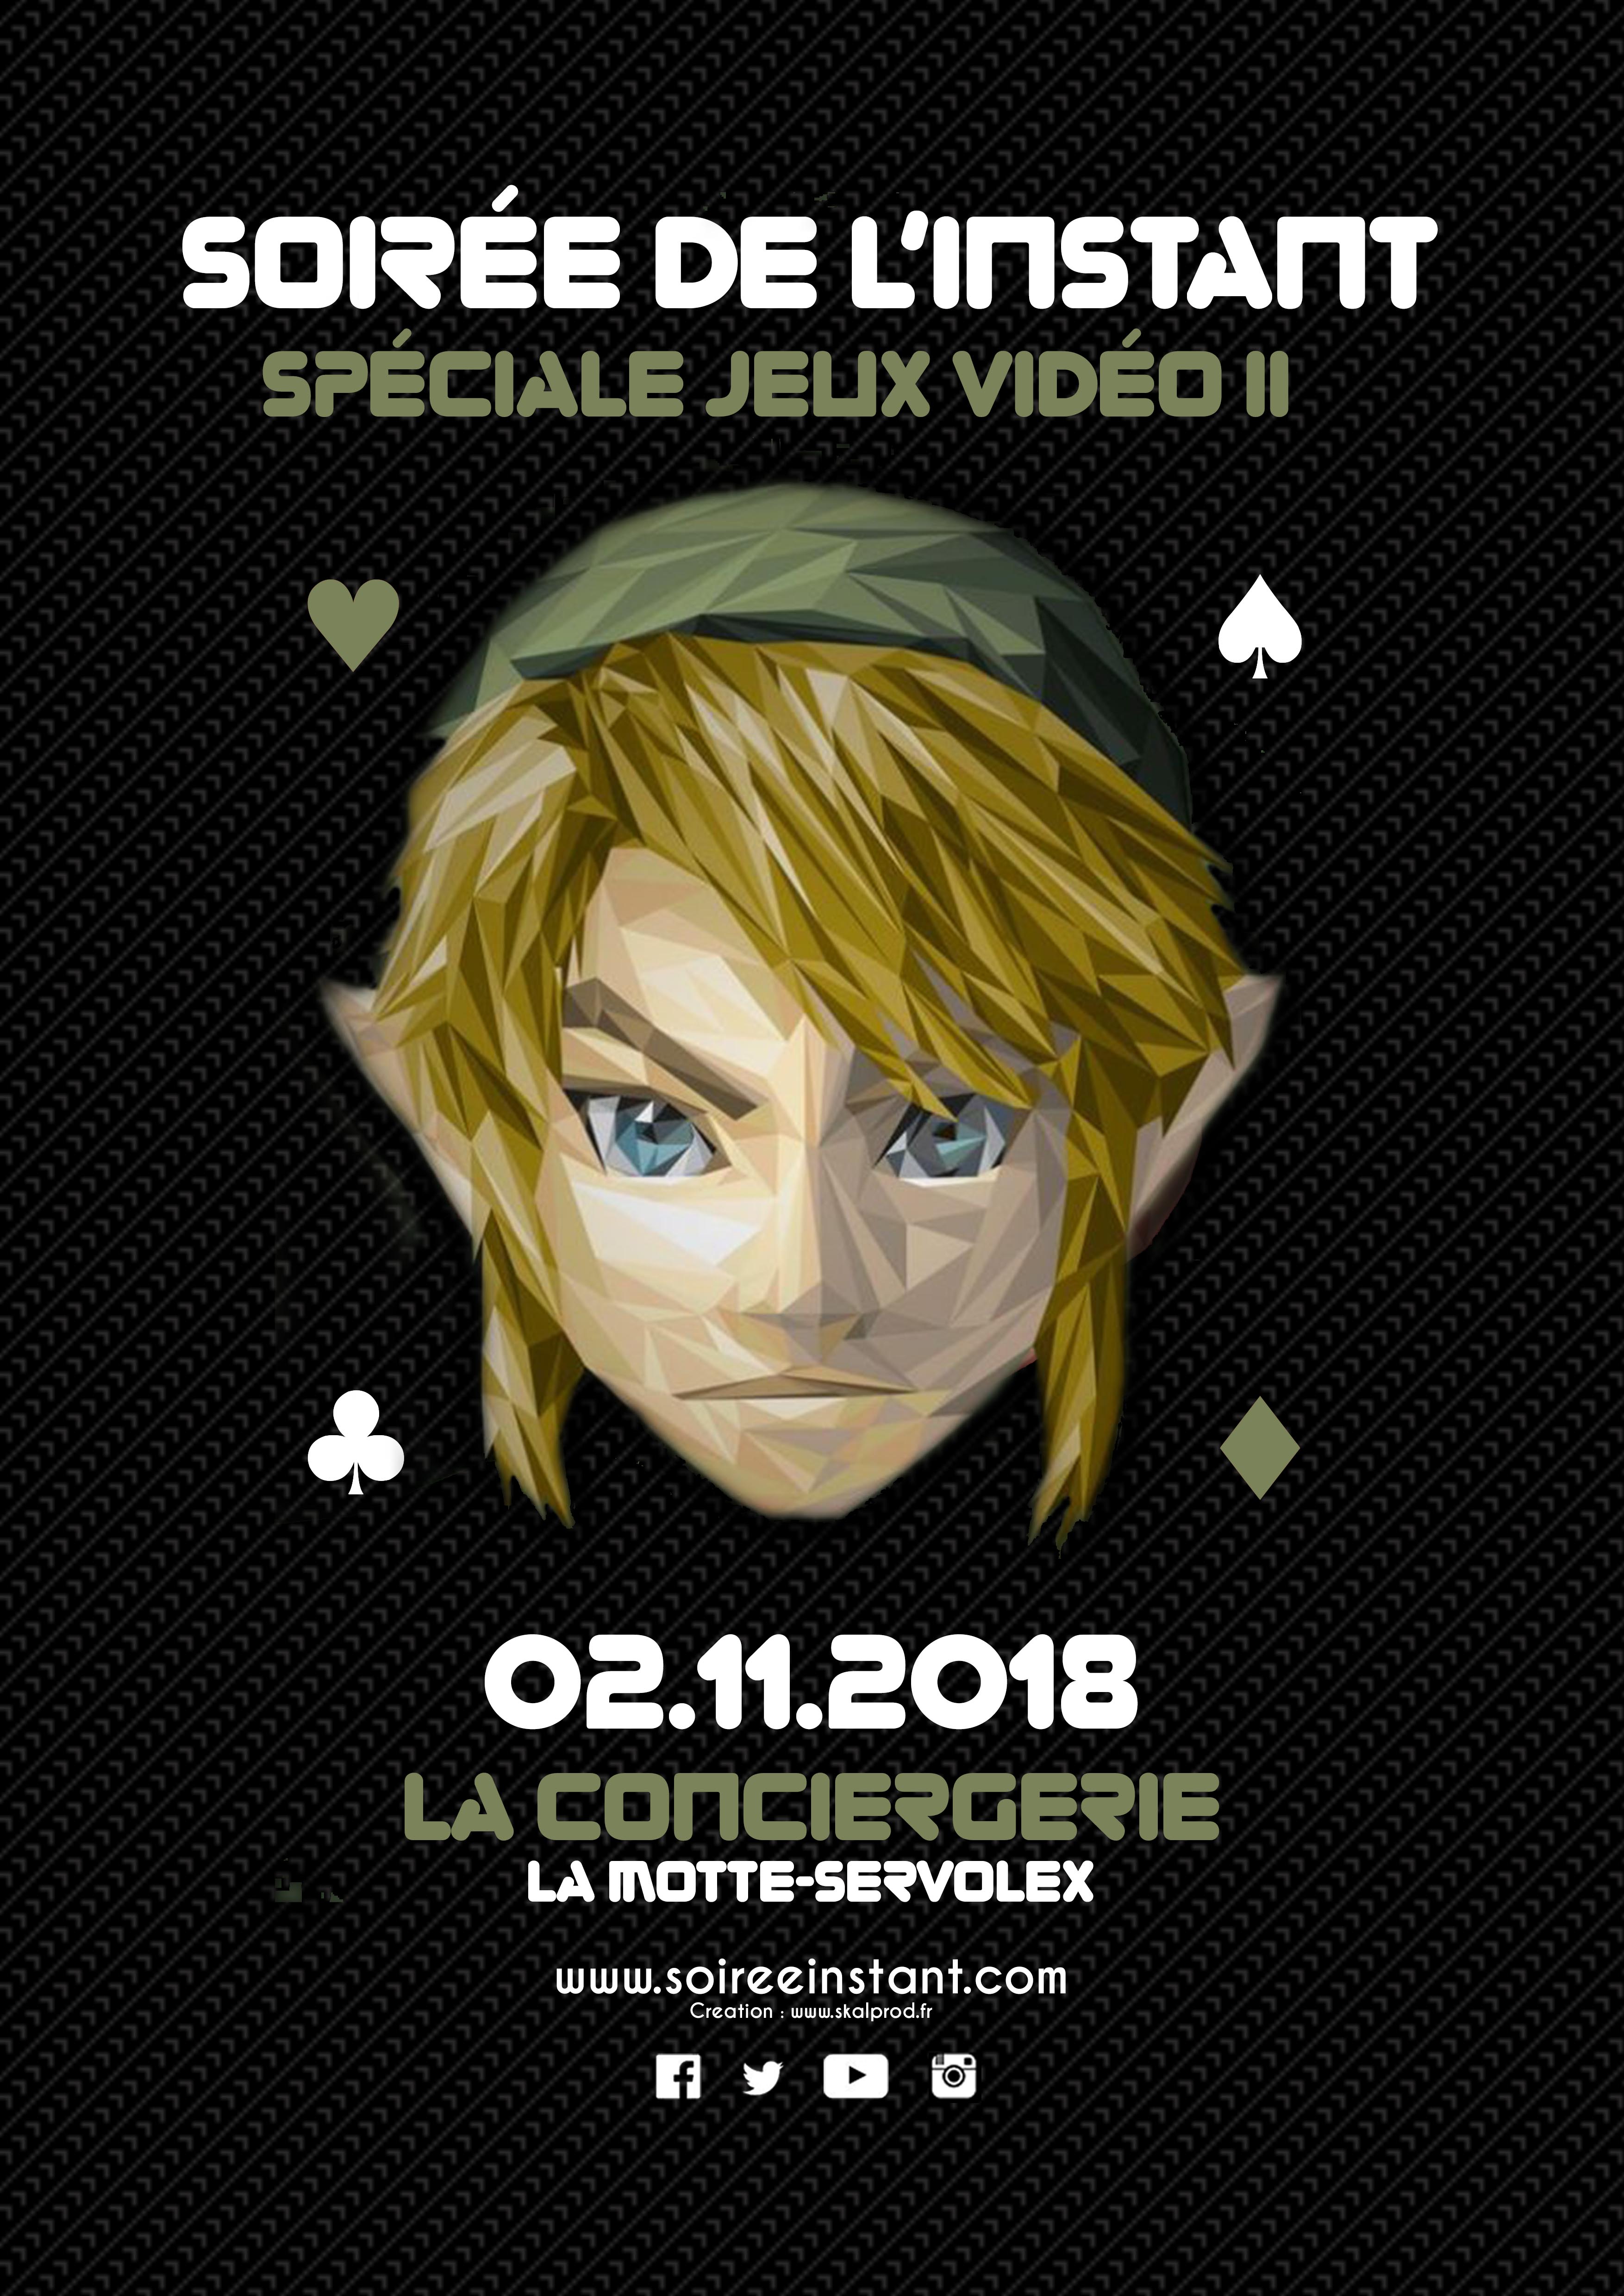 SOIRÉE DE L'INSTANT
SPÉCIALE JEUX VIDÉO II
02.11.2018
LA CONCIERGERIE
LA MOTTE-SERVOLEX
www.soireeinstant.com
Creation : www.skalprod.fr